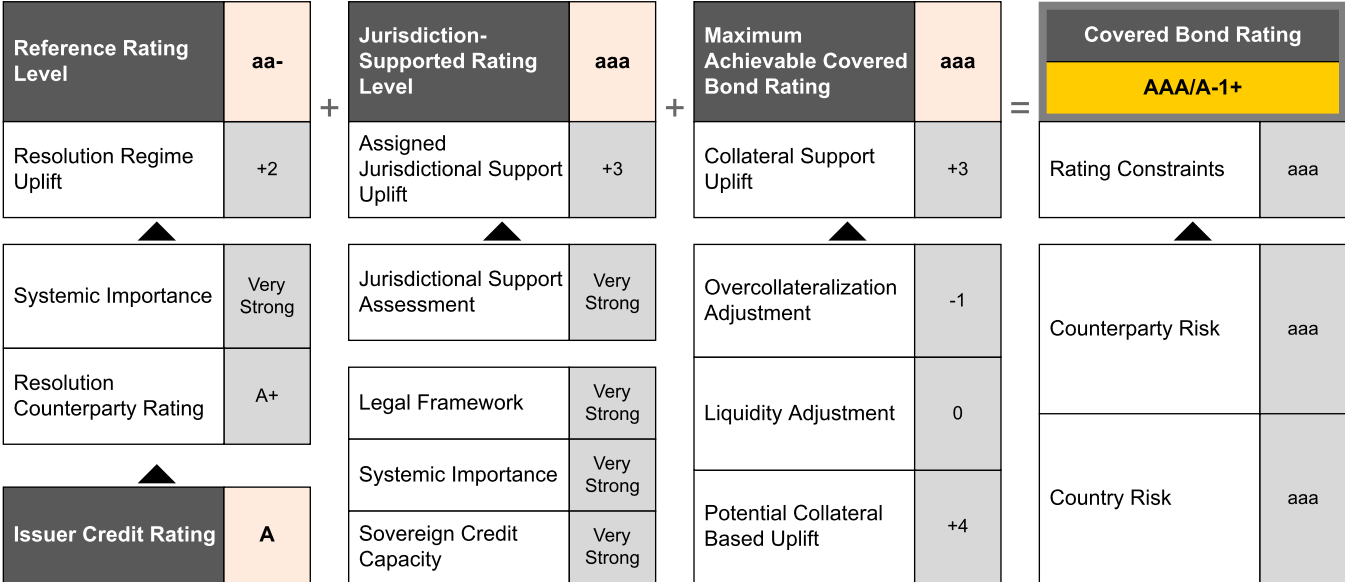 Reference Rating
Level
aa-
Resolution Regime
Uplift
+2
Systemic Importance
Very
Strong
Resolution
Counterparty Rating
A+
Issuer Credit Rating
A
+
Jurisdiction-
Supported Rating
Level
aaa
Assigned
Jurisdictional Support
Uplift
+3
Jurisdictional Support
Assessment
Very
Strong
Legal Framework
Very
Strong
Systemic Importance
Very
Strong
Sovereign Credit
Capacity
Very
Strong
+
Maximum
Achievable Covered
Bond Rating
aaa
Collateral Support
Uplift
+3
Overcollateralization
Adjustment
-1
Liquidity Adjustment
0
Potential Collateral
Based Uplift
+4
=
Covered Bond Rating
AAA/A-1+
Rating Constraints
aaa
Counterparty Risk
aaa
Country Risk
aaa